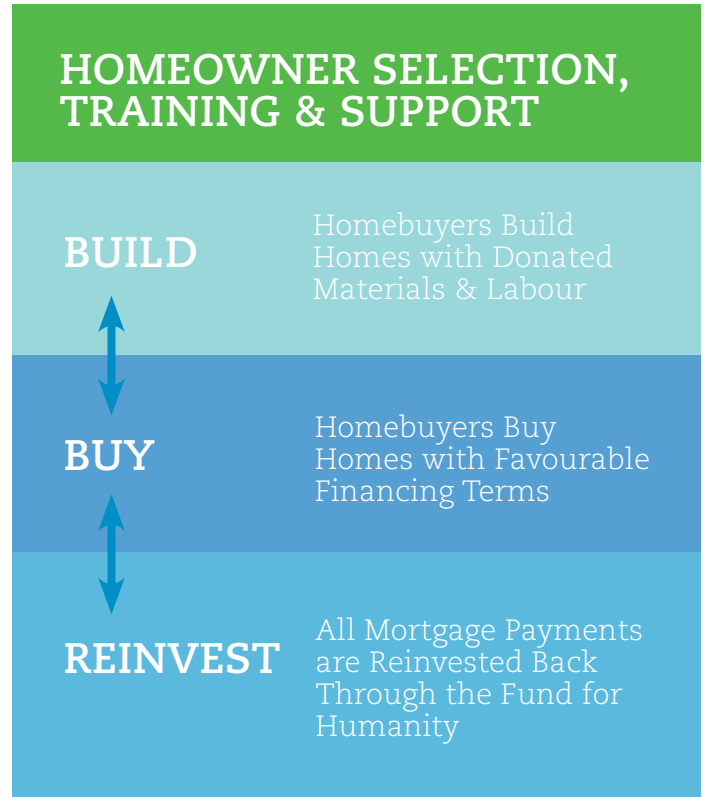 HOMEOWNER SELECTION,
TRAINING & SUPPORT
BUILD
Homebuyers Build
Homes with Donated
Materials & Labour
BUY
Homebuyers Buy
Homes with Favourable
Financing Terms
REINVEST
All Mortgage Payments
are Reinvested Back
Through the Fund for
Humanity